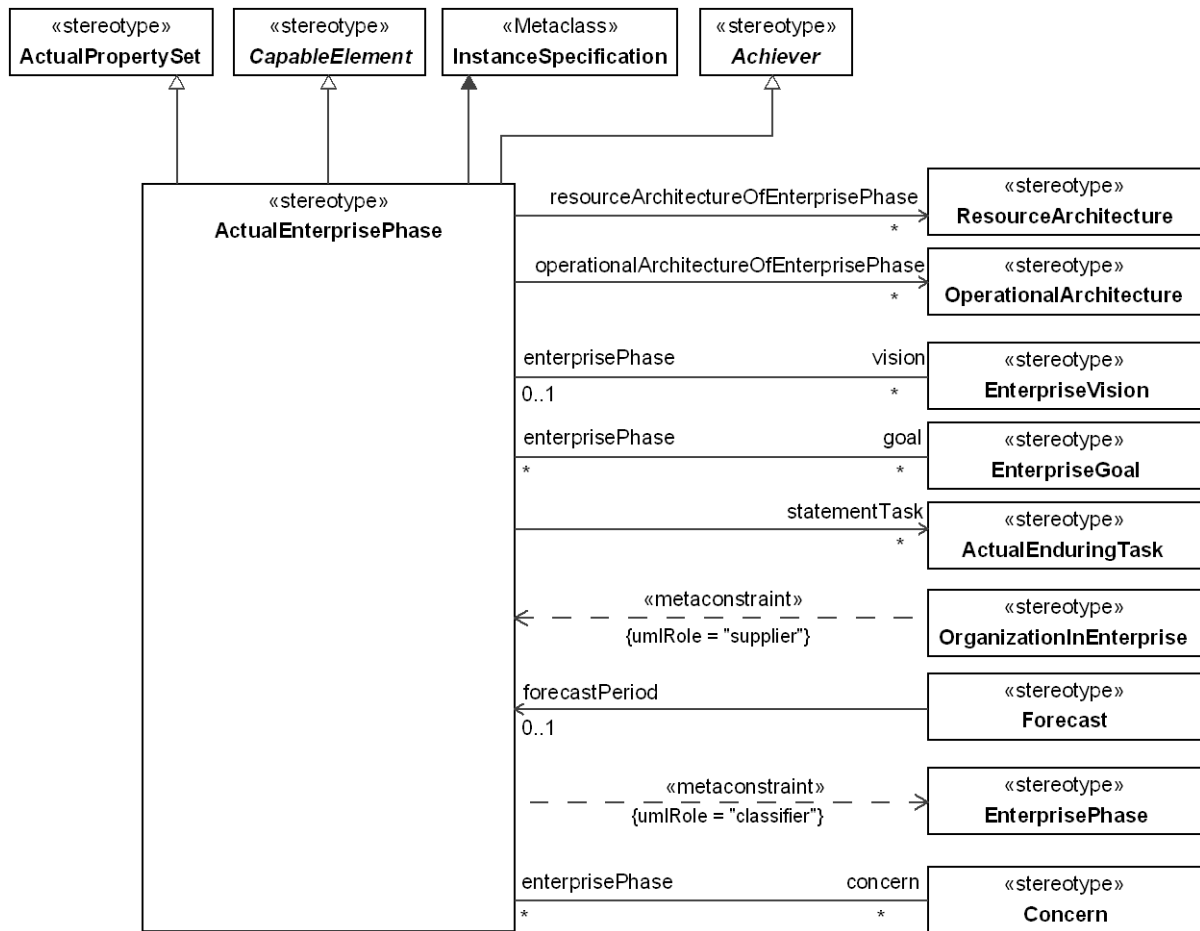 «stereotype»
ActualPropertySet
«stereotype»
CapableElement
«Metaclass»
InstanceSpecification
«stereotype»
Achiever
«stereotype»
ActualEnterprisePhase
resourceArchitectureOfEnterprisePhase
*
«stereotype»
ResourceArchitecture
operationalArchitectureOfEnterprisePhase
*
«stereotype»
OperationalArchitecture
enterprisePhase
vision
0..1
*
«stereotype»
EnterpriseVision
enterprisePhase
goal
*
*
«stereotype»
EnterpriseGoal
statementTask
*
«stereotype»
ActualEnduringTask
«metaconstraint»
{umlRole = "supplier"}
«stereotype»
OrganizationInEnterprise
forecastPeriod
0..1
«stereotype»
Forecast
«metaconstraint»
{umlRole = "classifier"}
«stereotype»
EnterprisePhase
enterprisePhase
concern
*
*
«stereotype»
Concern